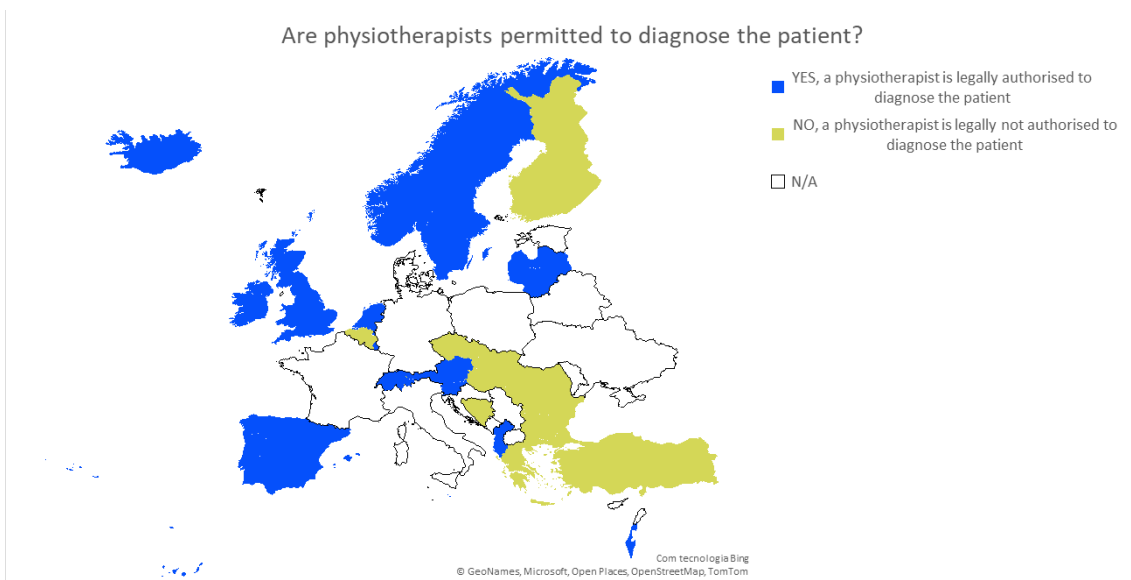 Are physiotherapists permitted to diagnose the patient?
YES, a physiotherapist is legally authorised to
diagnose the patient
NO, a physiotherapist is legally not authorised to
diagnose the patient
N/A
Com tecnologia Bing
© GeoNames, Microsoft, Open Places, OpenStreetMap, TomTom